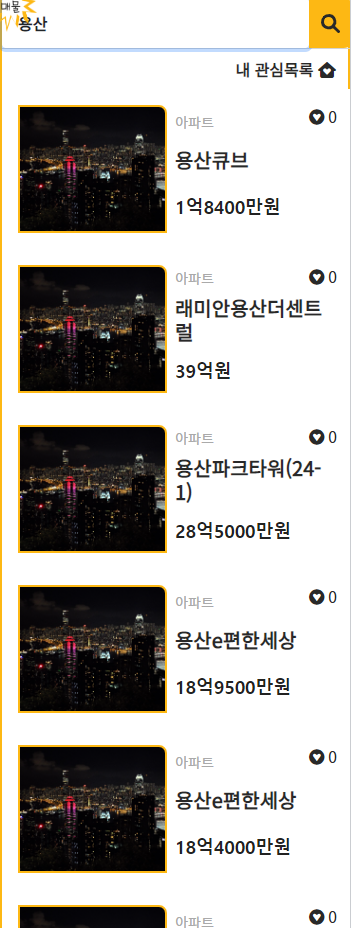 매물
용산
내 관심목록
아파트
0
용산큐브
1억8400만원
아파트
0
래미안용산더센트
럴
39억원
아파트
0
용산파크타워(24-
1)
28억5000만원
아파트
0
용산e편한세상
18억9500만원
아파트
0
용산e편한세상
18억4000만원
아파트
0